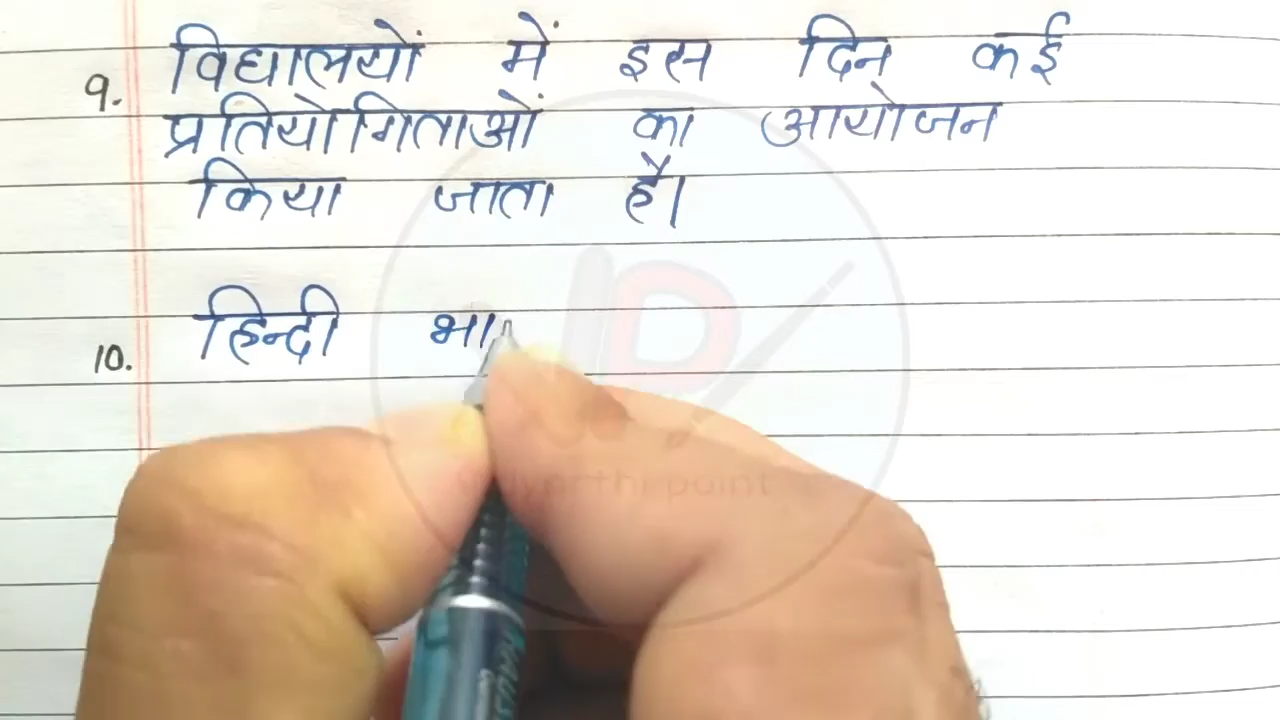 9. विद्यालयों में इस दिन कई
प्रतियोगिताओं का आयोजन
किया जाता है।
10. हिन्दी भा